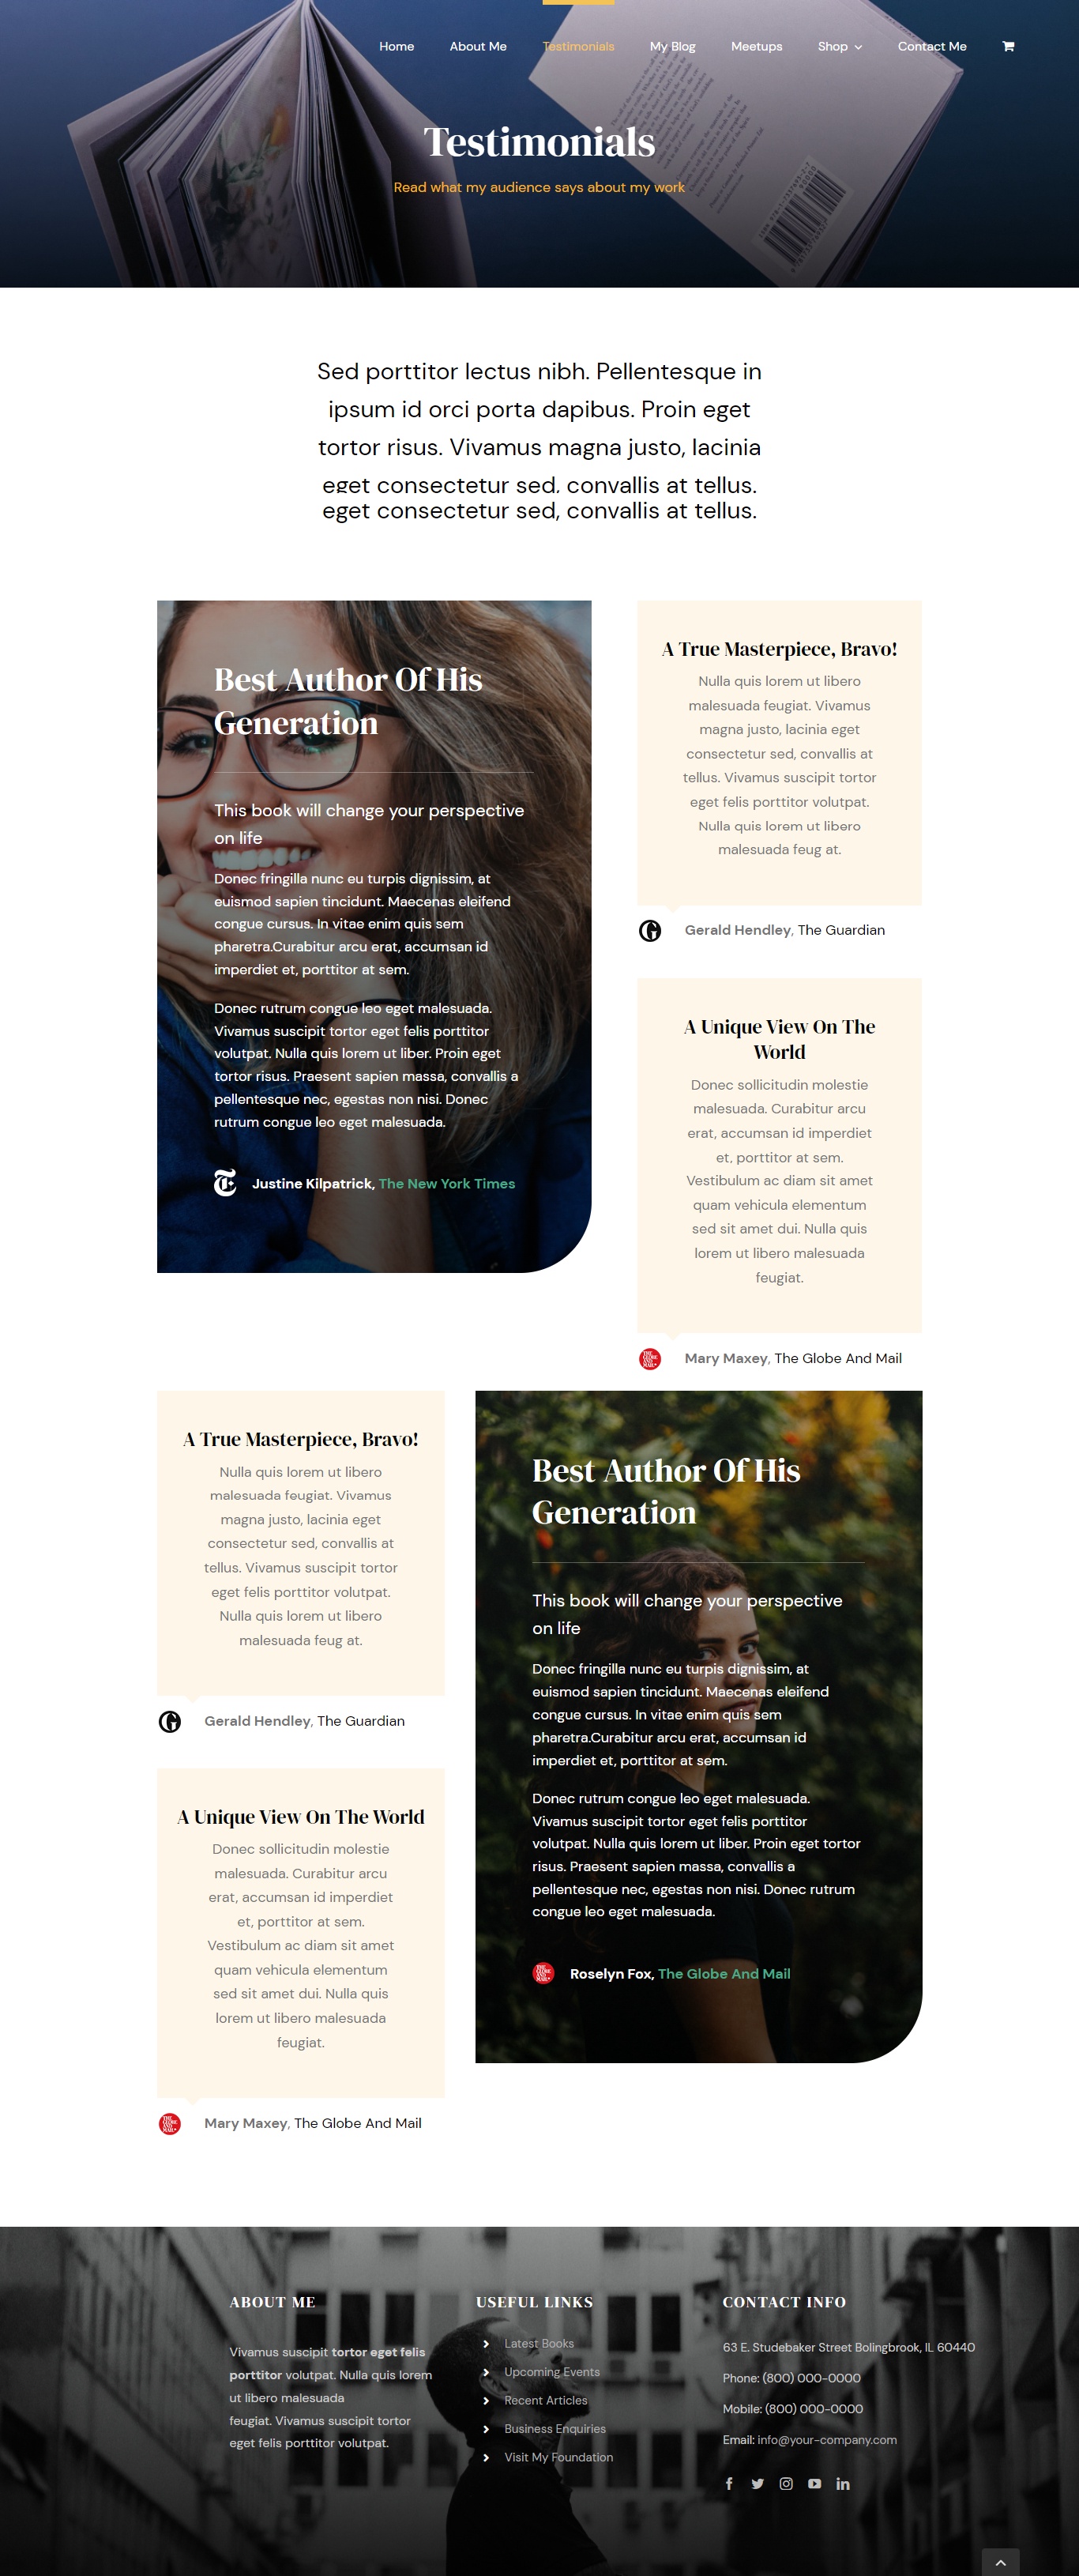 Home About Me Testimonials My Blog Meetups Shop Contact Me
Testimonials
Read what my audience says about my work
Sed porttitor lectus nibh. Pellentesque in
ipsum id orci porta dapibus. Proin eget
tortor risus. Vivamus magna justo, lacinia
eget consectetur sed, convallis at tellus.
eget consectetur sed, convallis at tellus.
Best Author Of His
Generation
This book will change your perspective
on life
Donec fringilla nunc eu turpis dignissim, at
euismod sapien tincidunt. Maecenas eleifend
congue cursus. In vitae enim quis sem
pharetra.Curabitur arcu erat, accumsan id
imperdiet et, porttitor at sem.
Donec rutrum congue leo eget malesuada.
Vivamus suscipit tortor eget felis porttitor
volutpat. Nulla quis lorem ut liber. Proin eget
tortor risus. Praesent sapien massa, convallis a
pellentesque nec, egestas non nisi. Donec
rutrum congue leo eget malesuada.
Justine Kilpatrick, The New York Times
A True Masterpiece, Bravo!
Nulla quis lorem ut libero
malesuada feugiat. Vivamus
magna justo, lacinia eget
consectetur sed, convallis at
tellus. Vivamus suscipit tortor
eget felis porttitor volutpat.
Nulla quis lorem ut libero
malesuada feug at.
Gerald Hendley, The Guardian
A Unique View On The
World
Donec sollicitudin molestie
malesuada. Curabitur arcu
erat, accumsan id imperdiet
et, porttitor at sem.
Vestibulum ac diam sit amet
quam vehicula elementum
sed sit amet dui. Nulla quis
lorem ut libero malesuada
feugiat.
Mary Maxey, The Globe And Mail
A True Masterpiece, Bravo!
Nulla quis lorem ut libero
malesuada feugiat. Vivamus
magna justo, lacinia eget
consectetur sed, convallis at
tellus. Vivamus suscipit tortor
eget felis porttitor volutpat.
Nulla quis lorem ut libero
malesuada feug at.
Gerald Hendley, The Guardian
A Unique View On The World
Donec sollicitudin molestie
malesuada. Curabitur arcu
erat, accumsan id imperdiet
et, porttitor at sem.
Vestibulum ac diam sit amet
quam vehicula elementum
sed sit amet dui. Nulla quis
lorem ut libero malesuada
feugiat.
Mary Maxey, The Globe And Mail
Best Author Of His
Generation
This book will change your perspective
on life
Donec fringilla nunc eu turpis dignissim, at
euismod sapien tincidunt. Maecenas eleifend
congue cursus. In vitae enim quis sem
pharetra.Curabitur arcu erat, accumsan id
imperdiet et, porttitor at sem.
Donec rutrum congue leo eget malesuada.
Vivamus suscipit tortor eget felis porttitor
volutpat. Nulla quis lorem ut liber. Proin eget tortor
risus. Praesent sapien massa, convallis a
pellentesque nec, egestas non nisi. Donec rutrum
congue leo eget malesuada.
Roselyn Fox, The Globe And Mail
ABOUT ME
Vivamus suscipit tortor eget felis
porttitor volutpat. Nulla quis lorem
ut libero malesuada
feugiat. Vivamus suscipit tortor
eget felis porttitor volutpat.
USEFUL LINKS
Latest Books
Upcoming Events
Recent Articles
Business Enquiries
Visit My Foundation
CONTACT INFO
63 E. Studebaker Street Bolingbrook, IL 60440
Phone: (800) 000-0000
Mobile: (800) 000-0000
Email: info@your-company.com